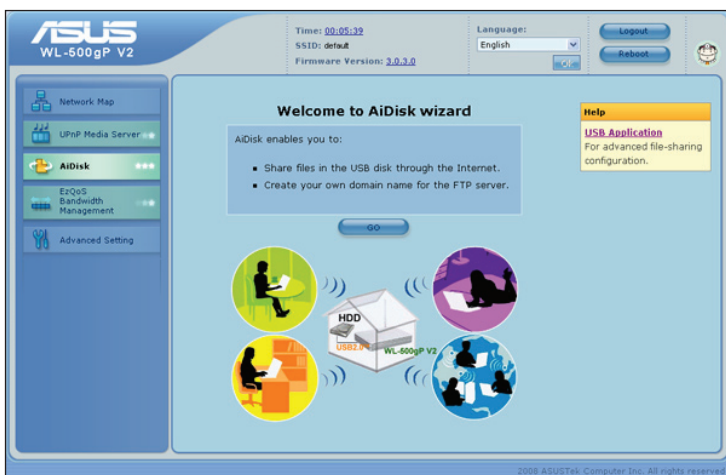 ASUS
WL-500gP V2
Time: 00:05:39
SSID: default
Firmware Version: 3.0.3.0
Language:
English
Logout
Reboot
Network Map
UPnP Media Server
AiDisk
EzQoS
Bandwidth
Management
Advanced Setting
Welcome to AiDisk wizard
AiDisk enables you to:
Share files in the USB disk through the Internet.
Create your own domain name for the FTP server.
GO
HDD
USB2.0
WL-500gP V2
Help
USB Application
For advanced file-sharing
configuration.
2008 ASUSTek Computer Inc. All rights reserved